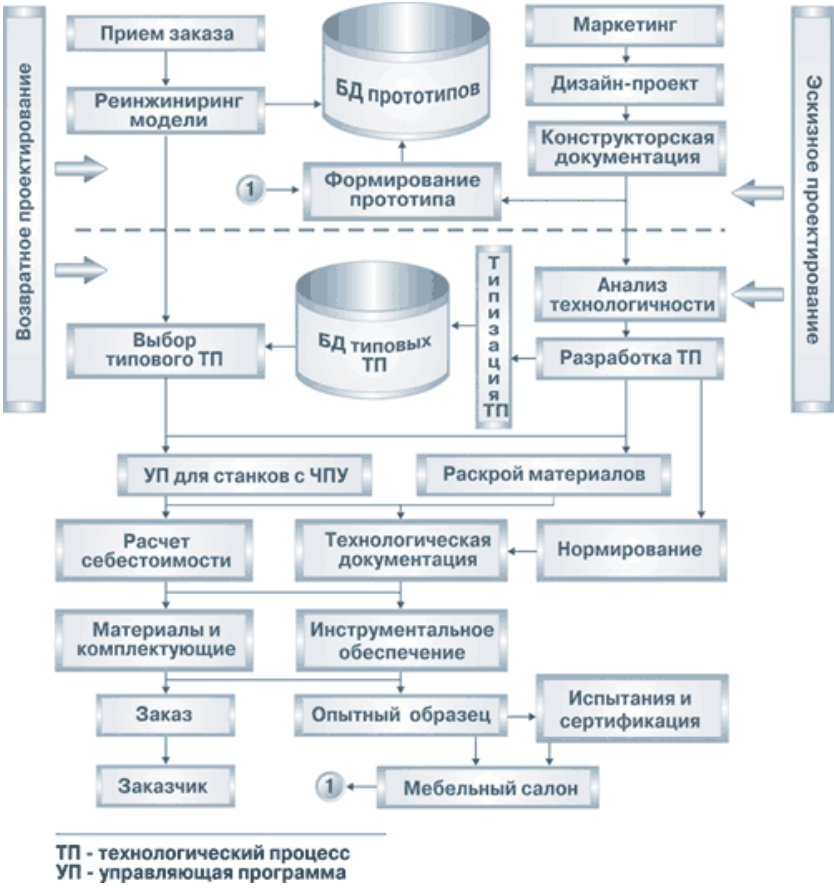 Возвратное проектирование
Прием заказа
Реинжиниринг
модели
БД прототипов
Маркетинг
Дизайн-проект
Конструкторская
документация
Эскизное проектирование
1
Формирование
прототипа
Типизация ТП
Анализ
технологичности
БД типовых
ТП
Выбор
типового ТП
Разработка ТП
УП для станков с ЧПУ
Раскрой материалов
Расчет
себестоимости
Технологическая
документация
Нормирование
Материалы и
комплектующие
Инструментальное
обеспечение
Заказ
Опытный образец
Испытания и
сертификация
Заказчик
1
Мебельный салон
ТП - технологический процесс
УП - управляющая программа